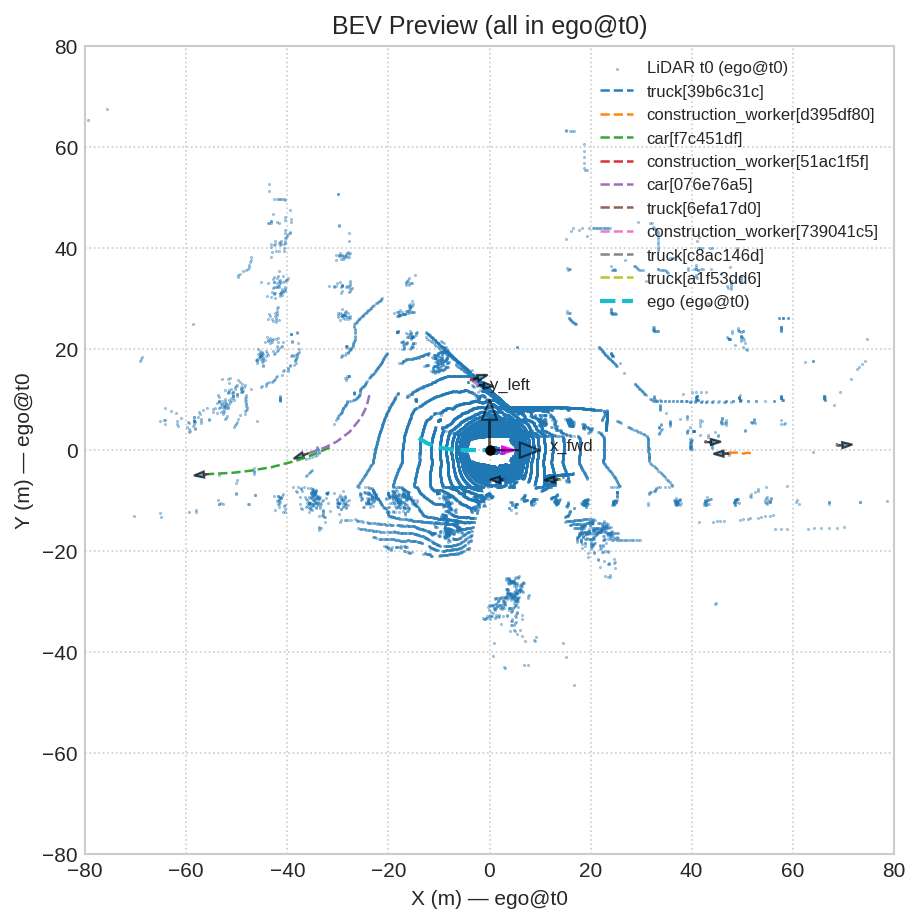 BEV Preview (all in ego@t0)
LiDAR t0 (ego@t0)
truck[39b6c31c]
construction_worker[d395df80]
car[f7c451df]
construction_worker[51ac1f5f]
car[076e76a5]
truck[6efa17d0]
construction_worker[739041c5]
truck[c8ac146d]
truck[a1f53dd6]
ego (ego@t0)
y_left
x_fwd
80
60
40
20
0
−20
−40
−60
−80
Y (m) — ego@t0
−80 −60 −40 −20 0 20 40 60 80
X (m) — ego@t0